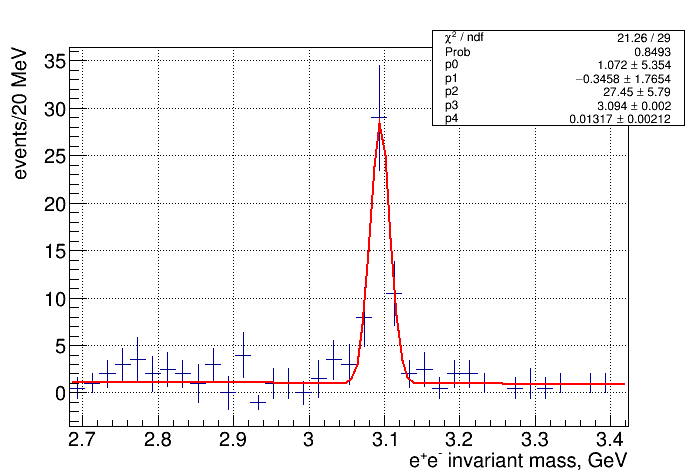 χ² / ndf 21.26 / 29
Prob 0.8493
p0 1.072 ± 5.354
p1 −0.3458 ± 1.7654
p2 27.45 ± 5.79
p3 3.094 ± 0.002
p4 0.01317 ± 0.00212
events/20 MeV
35
30
25
20
15
10
5
0
2.7 2.8 2.9 3 3.1 3.2 3.3 3.4
e⁺e⁻ invariant mass, GeV